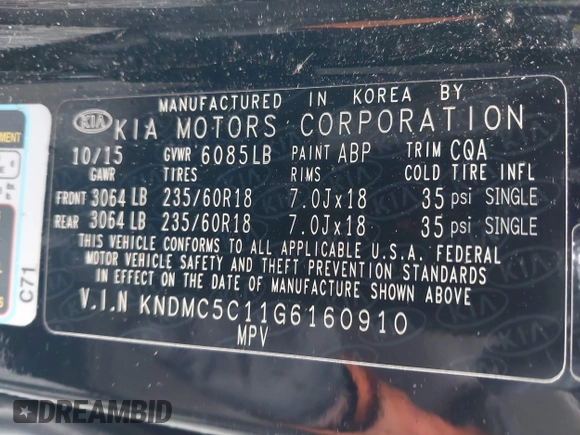 MANUFACTURED IN KOREA BY
KIA KIA MOTORS CORPORATION
10/15 GVWR 6085LB PAINT ABP TRIM CQA
GAWR TIRES RIMS COLD TIRE INFL
FRONT 3064 LB 235/60R18 7.0Jx18 35 psi SINGLE
REAR 3064 LB 235/60R18 7.0Jx18 35 psi SINGLE
THIS VEHICLE CONFORMS TO ALL APPLICABLE U.S.A. FEDERAL
MOTOR VEHICLE SAFETY AND THEFT PREVENTION STANDARDS
IN EFFECT ON THE DATE OF MANUFACTURE SHOWN ABOVE
V.I.N KNDMC5C11G6160910
MPV
C71
DREAMBID